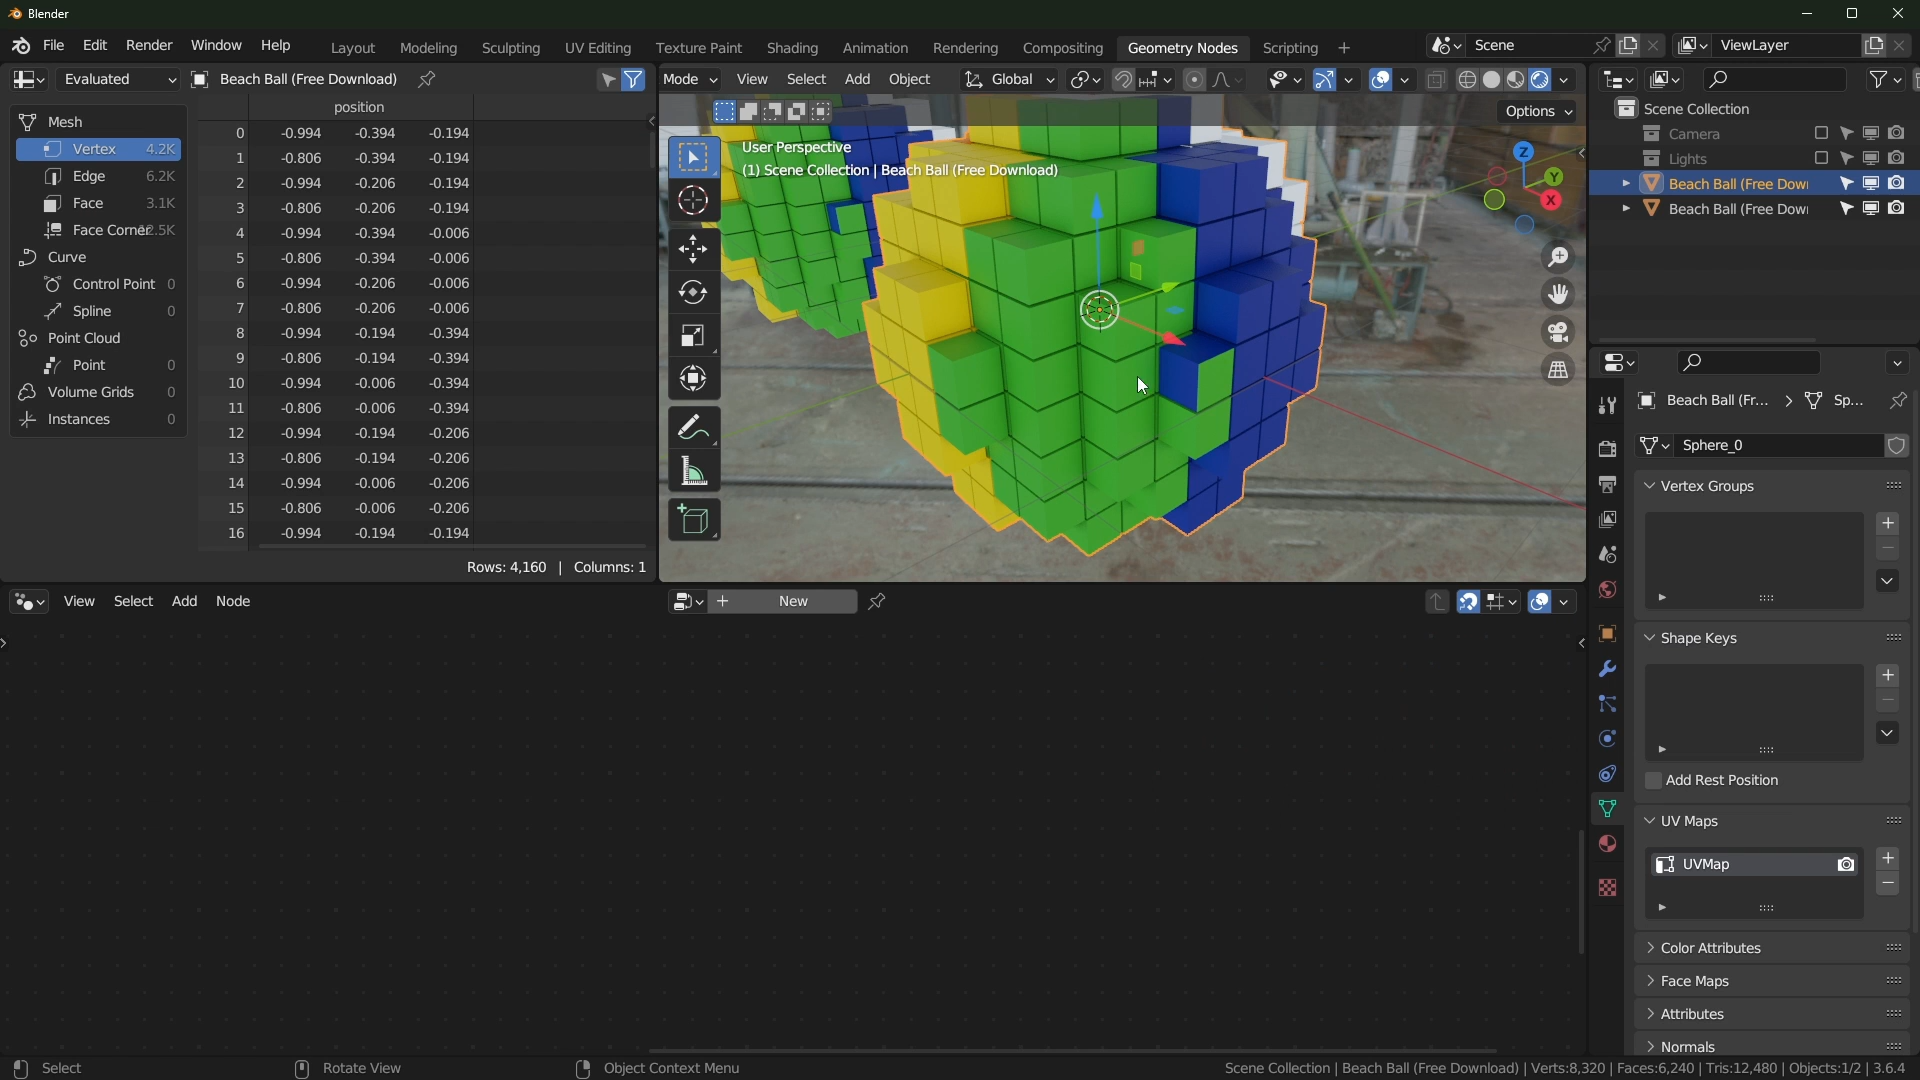 Blender
File Edit Render Window Help Layout Modeling Sculpting UV Editing Texture Paint Shading Animation Rendering Compositing Geometry Nodes Scripting + Scene ViewLayer
Evaluated Beach Ball (Free Download)
Mode View Select Add Object Global
Options
position
Mesh
Vertex 4.2K
Edge 6.2K
Face 3.1K
Face Corne 2.5K
Curve
Control Point 0
Spline 0
Point Cloud
Point 0
Volume Grids 0
Instances 0
0 -0.994 -0.394 -0.194
1 -0.806 -0.394 -0.194
2 -0.994 -0.206 -0.194
3 -0.806 -0.206 -0.194
4 -0.994 -0.394 -0.006
5 -0.806 -0.394 -0.006
6 -0.994 -0.206 -0.006
7 -0.806 -0.206 -0.006
8 -0.994 -0.194 -0.394
9 -0.806 -0.194 -0.394
10 -0.994 -0.006 -0.394
11 -0.806 -0.006 -0.394
12 -0.994 -0.194 -0.206
13 -0.806 -0.194 -0.206
14 -0.994 -0.006 -0.206
15 -0.806 -0.006 -0.206
16 -0.994 -0.194 -0.194
Rows: 4,160 | Columns: 1
User Perspective
(1) Scene Collection | Beach Ball (Free Download)
Z
Y
X
Scene Collection
Camera
Lights
Beach Ball (Free Dow
Beach Ball (Free Dow
Beach Ball (Fr... Sp...
Sphere_0
Vertex Groups
Shape Keys
Add Rest Position
UV Maps
UVMap
Color Attributes
Face Maps
Attributes
Normals
View Select Add Node
+ New
Select Rotate View Object Context Menu
Scene Collection | Beach Ball (Free Download) | Verts:8,320 | Faces:6,240 | Tris:12,480 | Objects:1/2 | 3.6.4